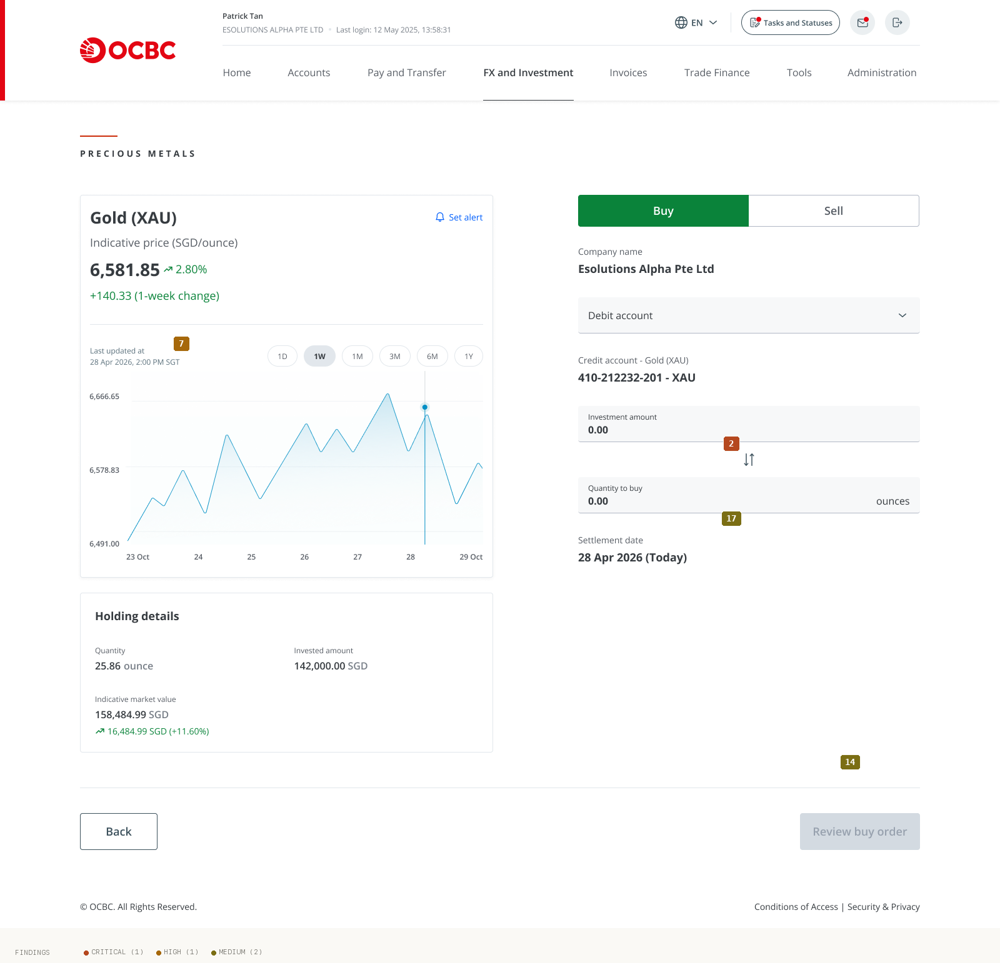 Patrick Tan
ESOLUTIONS ALPHA PTE LTD • Last login: 12 May 2025, 13:58:31
EN
Tasks and Statuses
OCBC
Home
Accounts
Pay and Transfer
FX and Investment
Invoices
Trade Finance
Tools
Administration
PRECIOUS METALS
Gold (XAU)
Set alert
Indicative price (SGD/ounce)
6,581.85 2.80%
+140.33 (1-week change)
7
Last updated at
28 Apr 2026, 2:00 PM SGT
1D
1W
1M
3M
6M
1Y
6,666.65
6,578.83
6,491.00
23 Oct
24
25
26
27
28
29 Oct
Holding details
Quantity
25.86 ounce
Invested amount
142,000.00 SGD
Indicative market value
158,484.99 SGD
16,484.99 SGD (+11.60%)
Buy
Sell
Company name
Esolutions Alpha Pte Ltd
Debit account
Credit account - Gold (XAU)
410-212232-201 - XAU
Investment amount
0.00
2
Quantity to buy
0.00
ounces
17
Settlement date
28 Apr 2026 (Today)
14
Back
Review buy order
© OCBC. All Rights Reserved.
Conditions of Access | Security & Privacy
FINDINGS
CRITICAL (1)
HIGH (1)
MEDIUM (2)